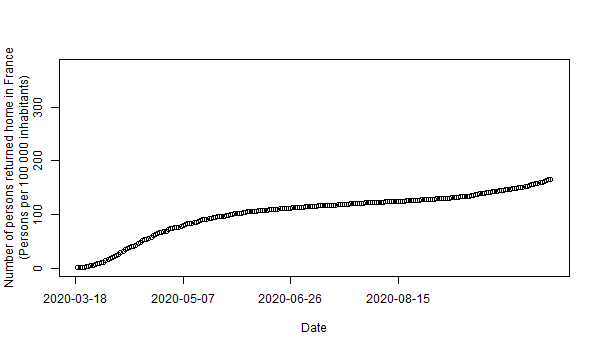 Number of persons returned home in France
(Persons per 100 000 inhabitants)
300
200
100
0
2020-03-18 2020-05-07 2020-06-26 2020-08-15
Date